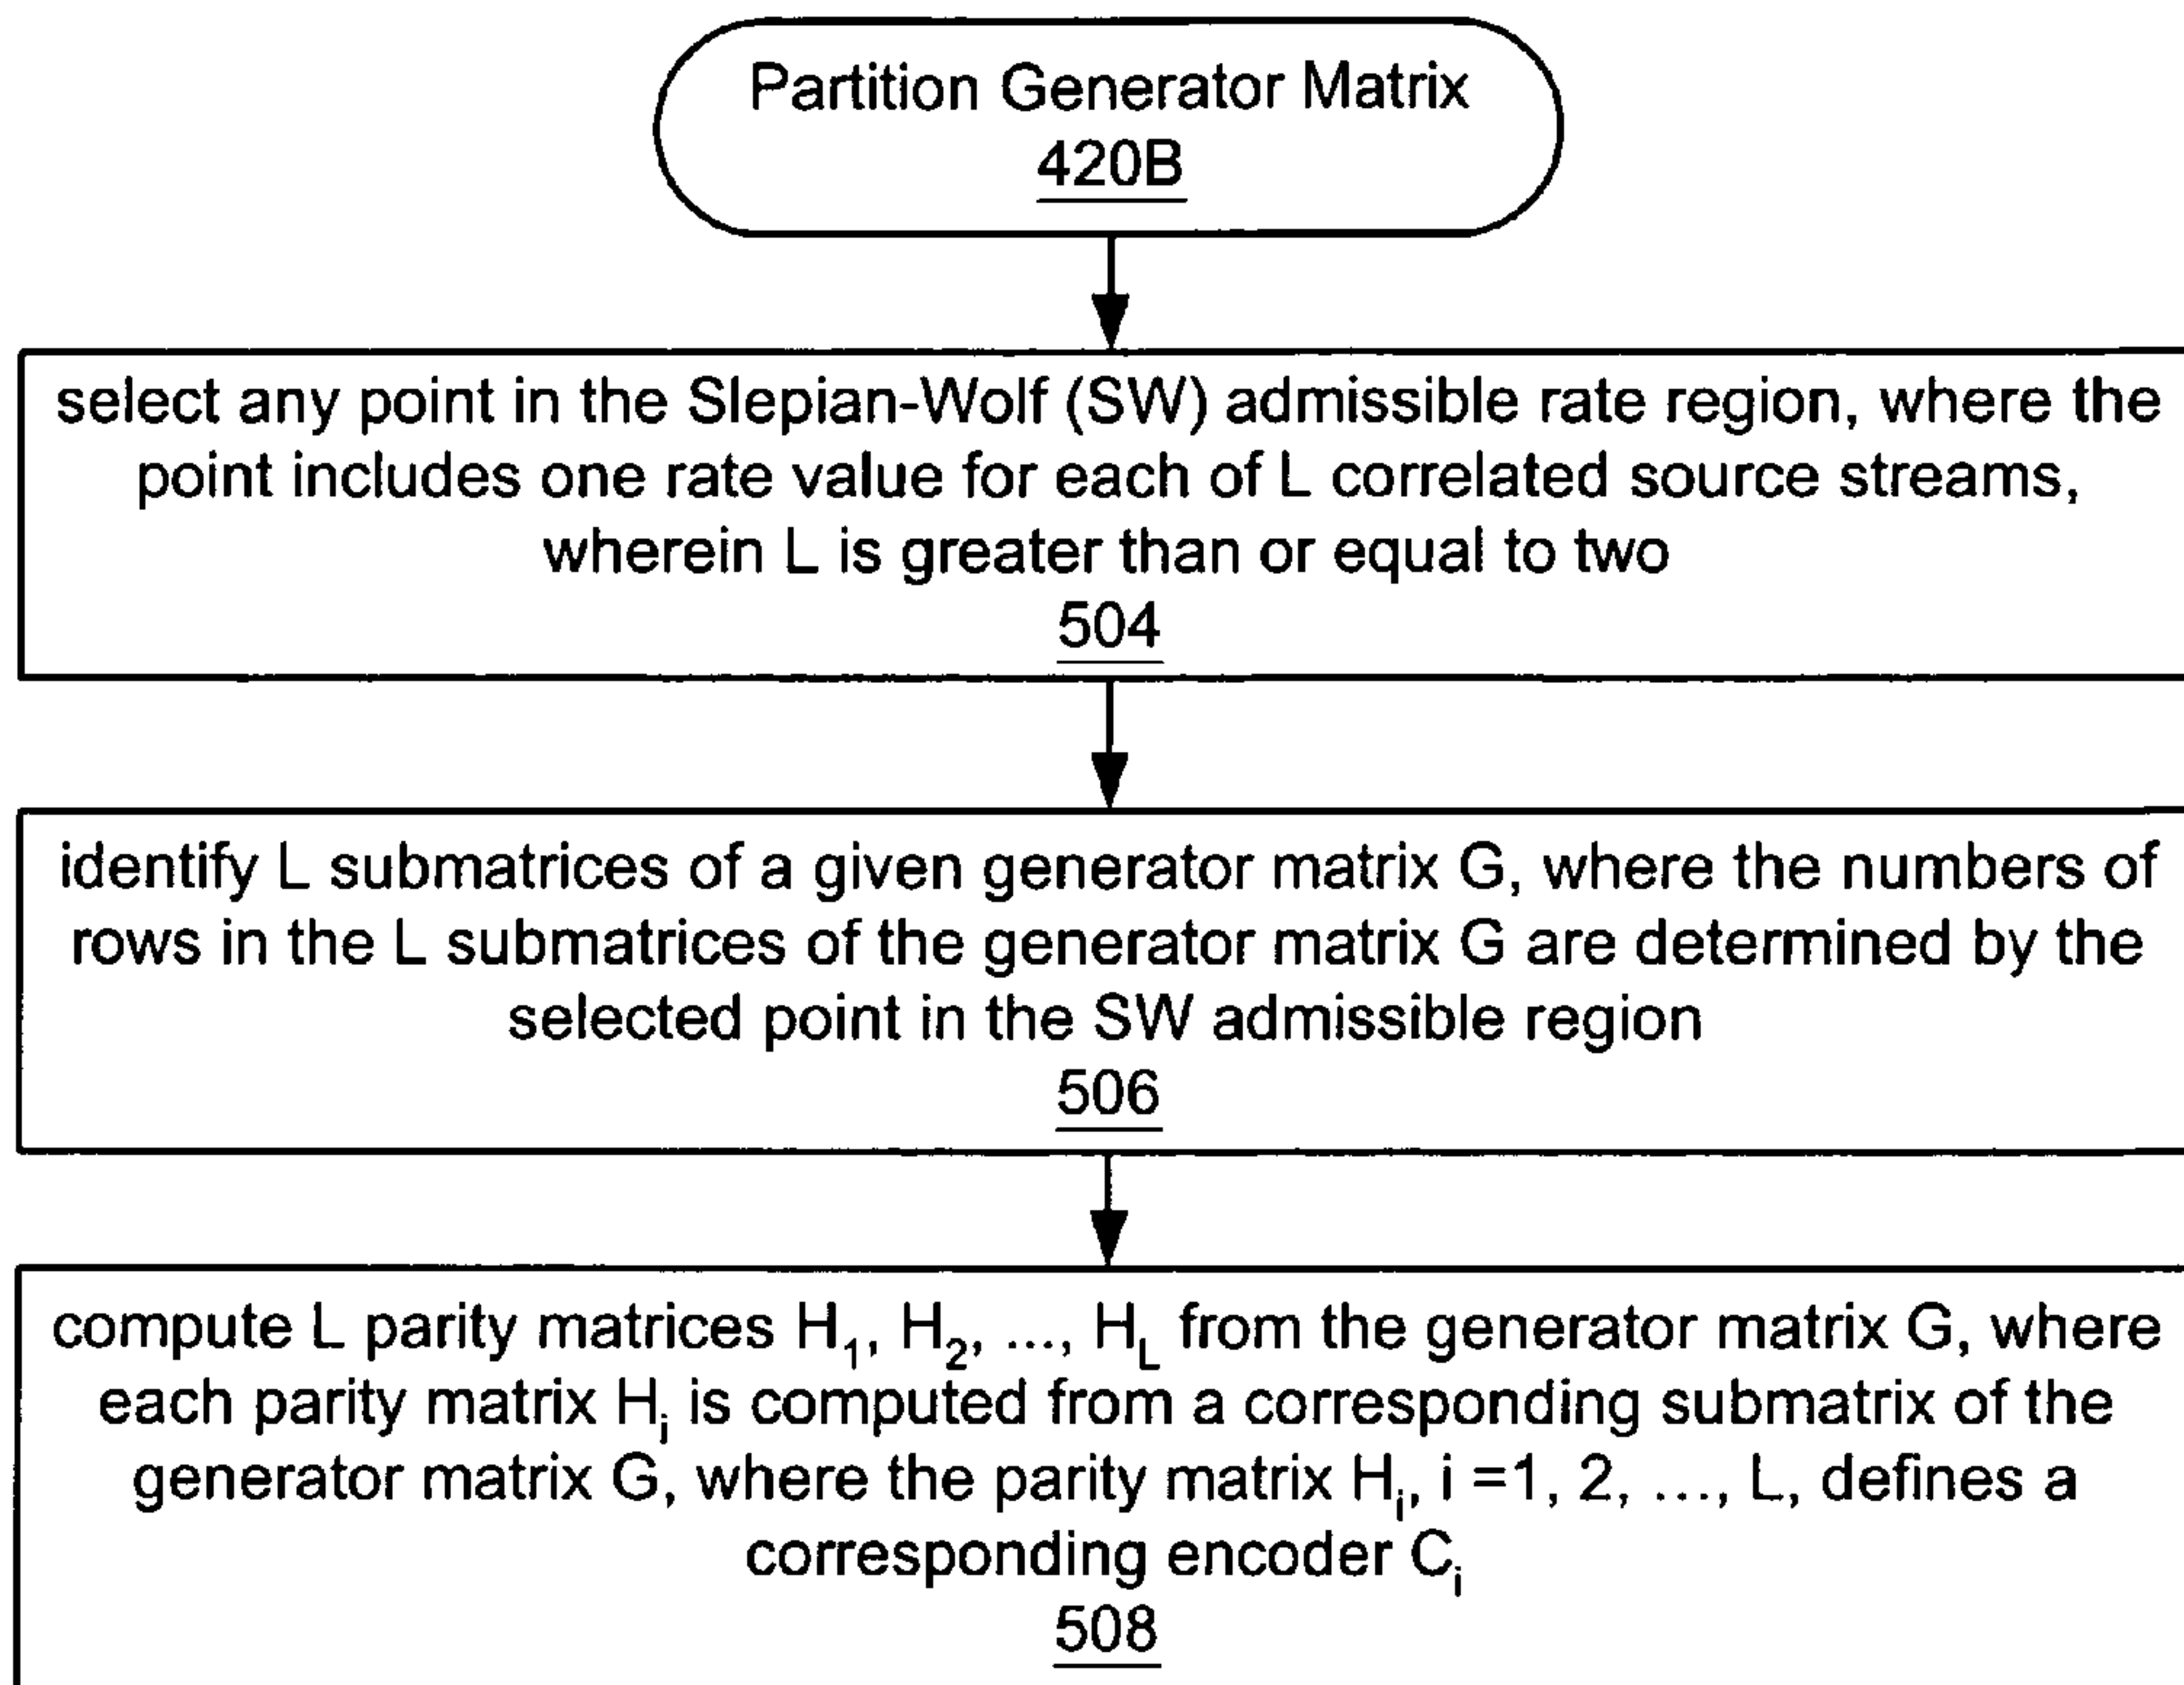 Partition Generator Matrix
420B
select any point in the Slepian-Wolf (SW) admissible rate region, where the
point includes one rate value for each of L correlated source streams,
wherein L is greater than or equal to two
504
identify L submatrices of a given generator matrix G, where the numbers of
rows in the L submatrices of the generator matrix G are determined by the
selected point in the SW admissible region
506
compute L parity matrices H₁, H₂, ..., H_L from the generator matrix G, where
each parity matrix Hᵢ is computed from a corresponding submatrix of the
generator matrix G, where the parity matrix Hᵢ, i =1, 2, ..., L, defines a
corresponding encoder Cᵢ
508